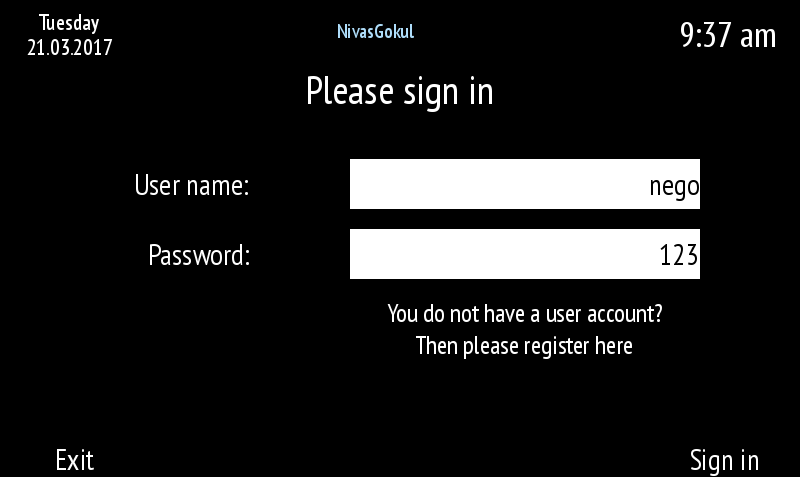 Tuesday
21.03.2017
NivasGokul
9:37 am
Please sign in
User name:
nego
Password:
123
You do not have a user account?
Then please register here
Exit
Sign in